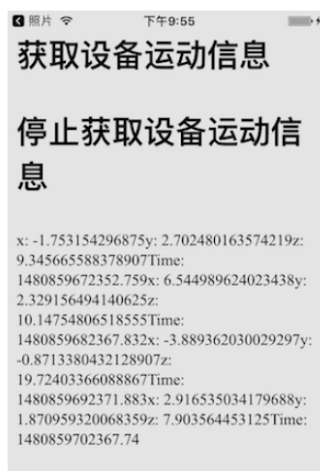 照片 下午9:55
获取设备运动信息
停止获取设备运动信
息
x: -1.753154296875y: 2.702480163574219z:
9.345665588378907Time:
1480859672352.759x: 6.544989624023438y:
2.329156494140625z:
10.14754806518555Time:
1480859682367.832x: -3.889362030029297y:
-0.8713380432128907z:
19.72403366088867Time:
1480859692371.883x: 2.916535034179688y:
1.870959320068359z: 7.903564453125Time:
1480859702367.74